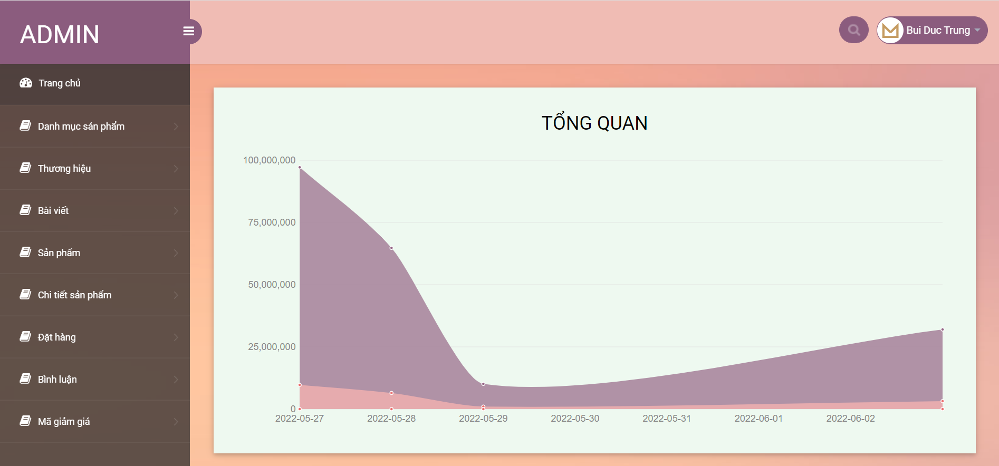 ADMIN
Bui Duc Trung
Trang chủ
Danh mục sản phẩm
Thương hiệu
Bài viết
Sản phẩm
Chi tiết sản phẩm
Đặt hàng
Bình luận
Mã giảm giá
TỔNG QUAN
100,000,000
75,000,000
50,000,000
25,000,000
0
2022-05-27 2022-05-28 2022-05-29 2022-05-30 2022-05-31 2022-06-01 2022-06-02